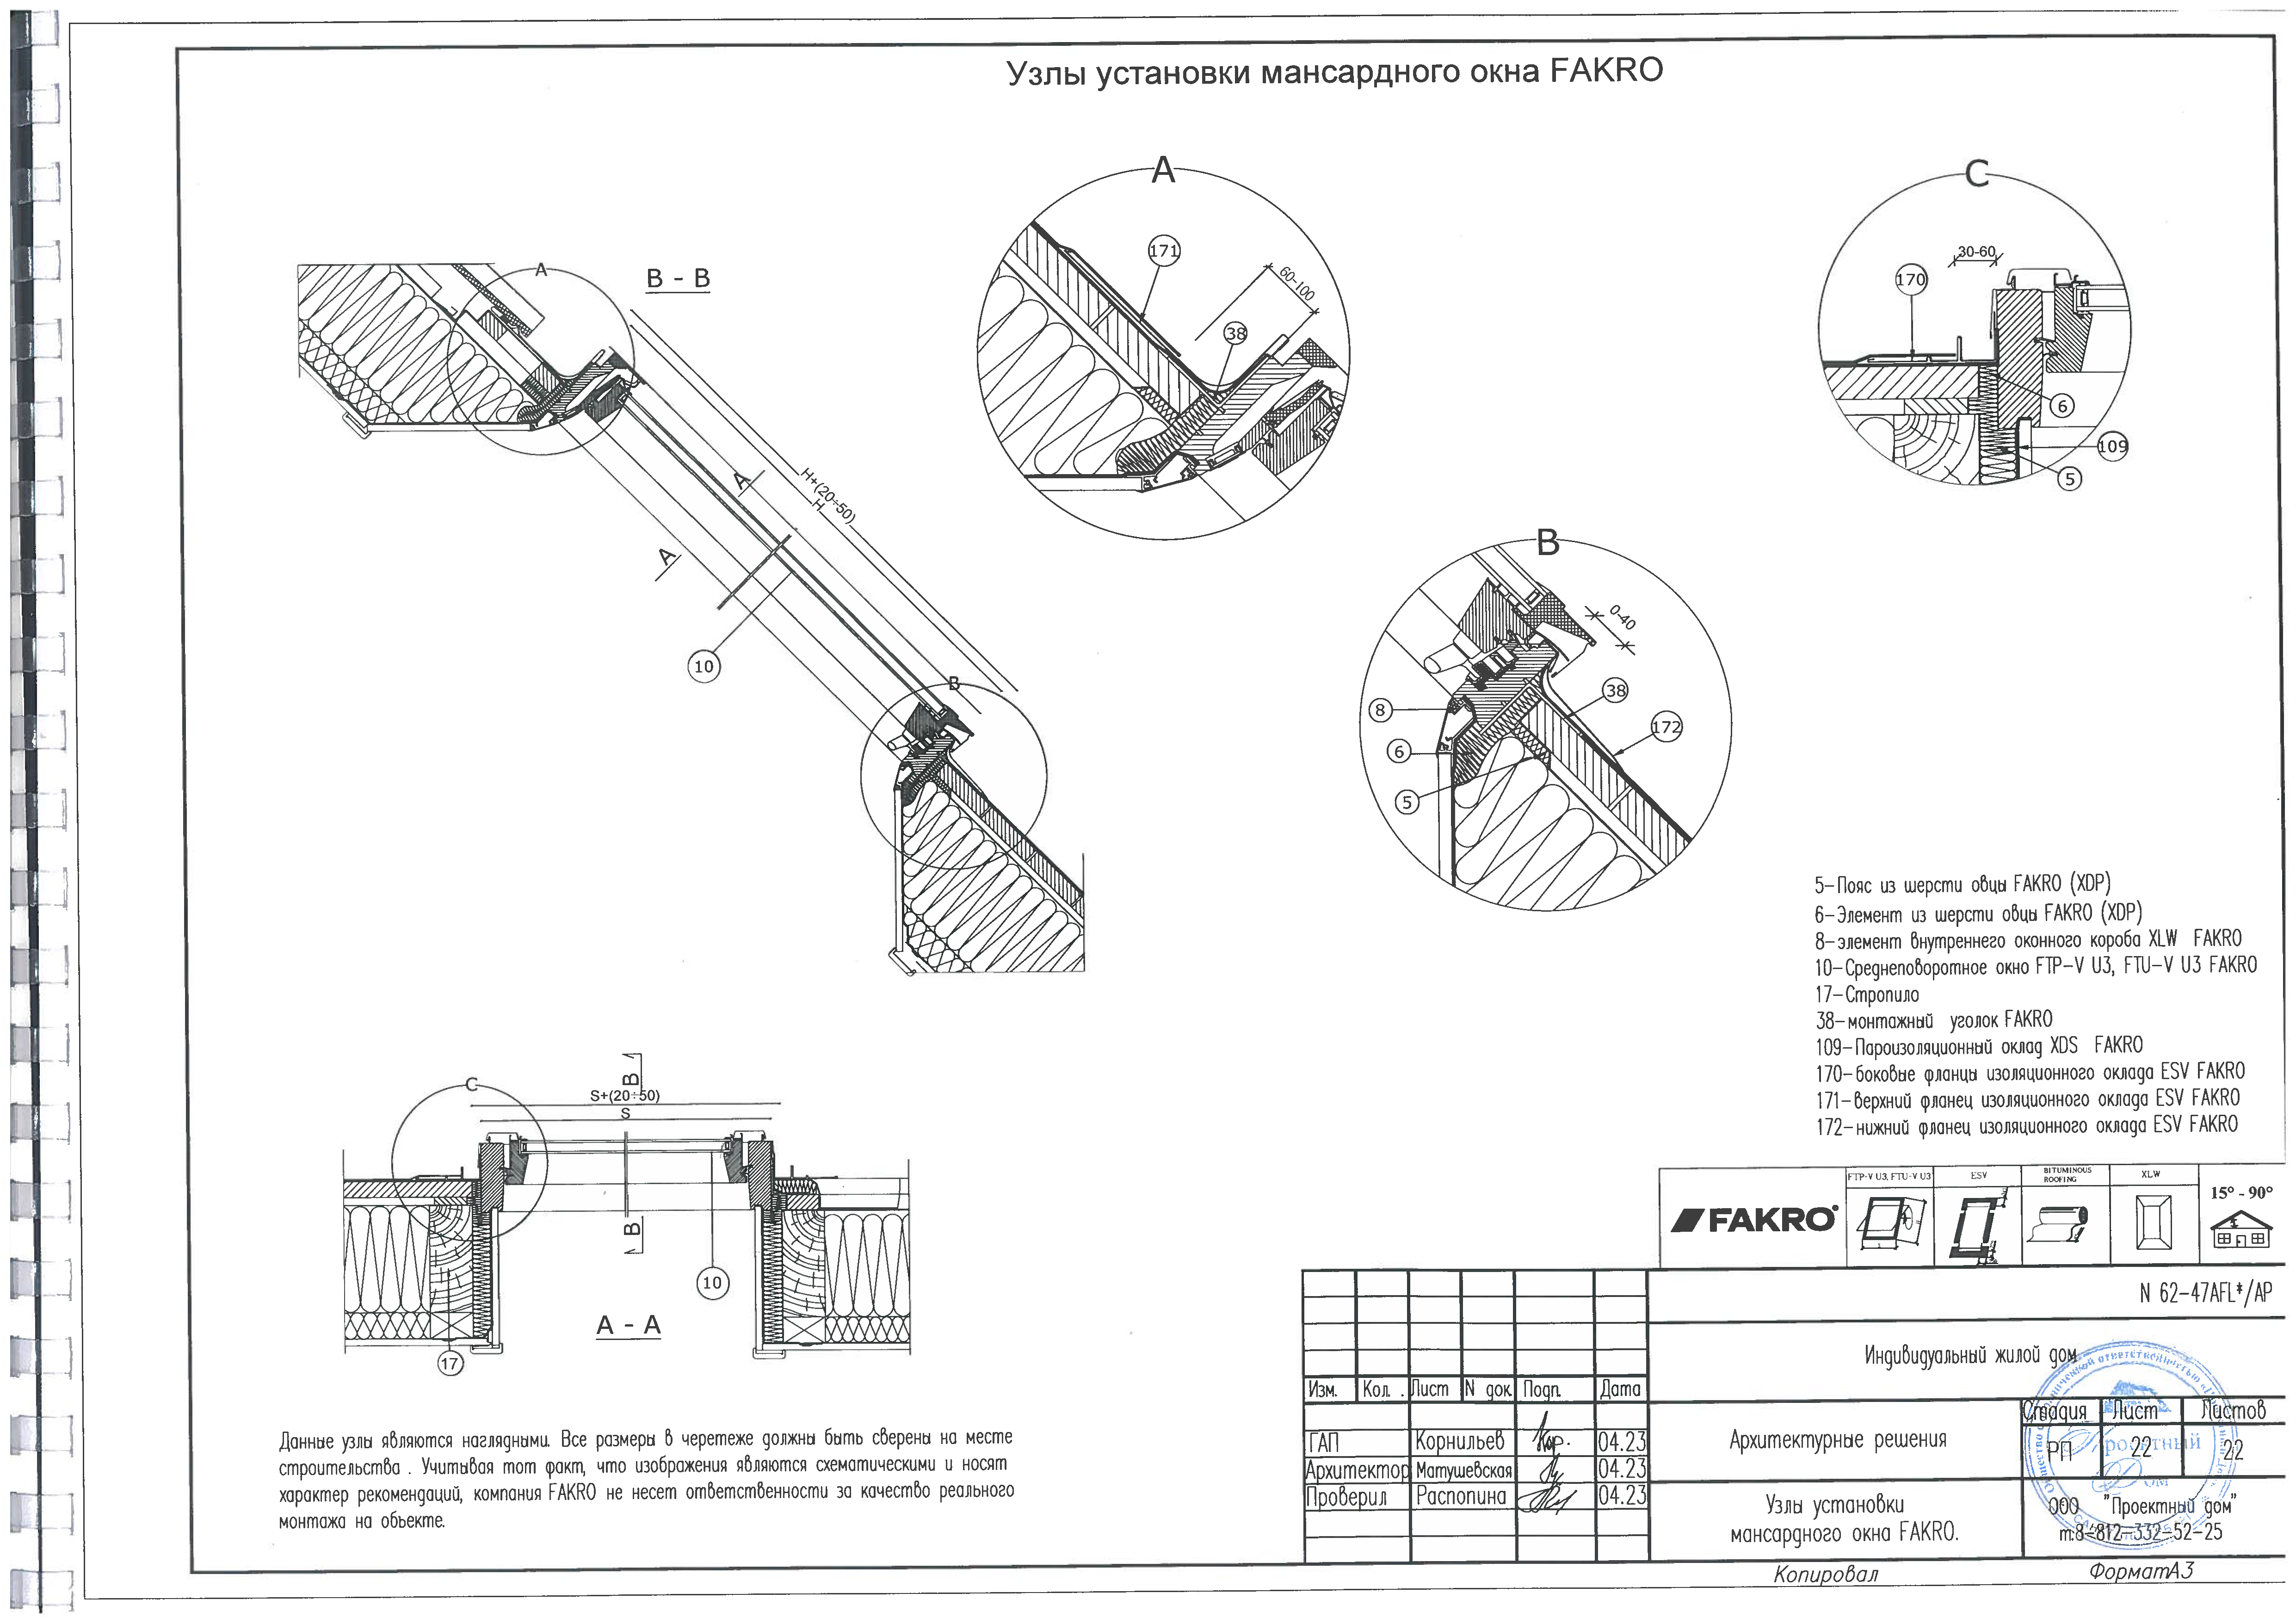 Узлы установки мансардного окна FAKRO
A
B - B
H+(20÷50)
H
A
A
10
B
A
171
60-100
38
C
30-60
170
6
109
5
B
0-40
38
172
8
6
5
5-Пояс из шерсти овцы FAKRO (XDP)
6-Элемент из шерсти овцы FAKRO (XDP)
8-элемент внутреннего оконного короба XLW FAKRO
10-Среднеповоротное окно FTP-V U3, FTU-V U3 FAKRO
17-Стропило
38-монтажный уголок FAKRO
109-Пароизоляционный оклад XDS FAKRO
170-боковые фланцы изоляционного оклада ESV FAKRO
171-верхний фланец изоляционного оклада ESV FAKRO
172-нижний фланец изоляционного оклада ESV FAKRO
C
B
S+(20÷50)
S
B
10
17
A - A
Данные узлы являются наглядными. Все размеры в чертеже должны быть сверены на месте
строительства . Учитывая тот факт, что изображения являются схематическими и носят
характер рекомендаций, компания FAKRO не несет ответственности за качество реального
монтажа на объекте.
FAKRO
FTP-V U3, FTU-V U3
ESV
BITUMINOUS
ROOFING
XLW
15° - 90°
N 62-47AFL*/АР
Индивидуальный жилой дом
Изм. Кол . Лист N док. Подп. Дата
ГАП Корнильев 04.23
Архитектор Матушевская 04.23
Проверил Распопина 04.23
Архитектурные решения
Стадия Лист Листов
РП 22 22
Узлы установки
мансардного окна FAKRO.
ООО "Проектный дом"
т.8-812-332-52-25
Копировал
ФорматА3